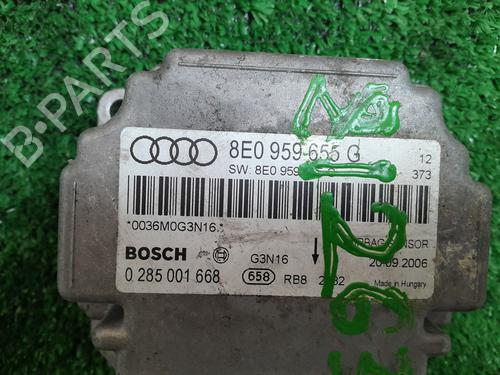 B-PARTS
8E0 959 655 G
12
SW: 8E0 959
373
*0036M0G3N16*
BOSCH
G3N16
SENSOR
0 285 001 668
658
RB8
20.09.2006
Made in Hungary